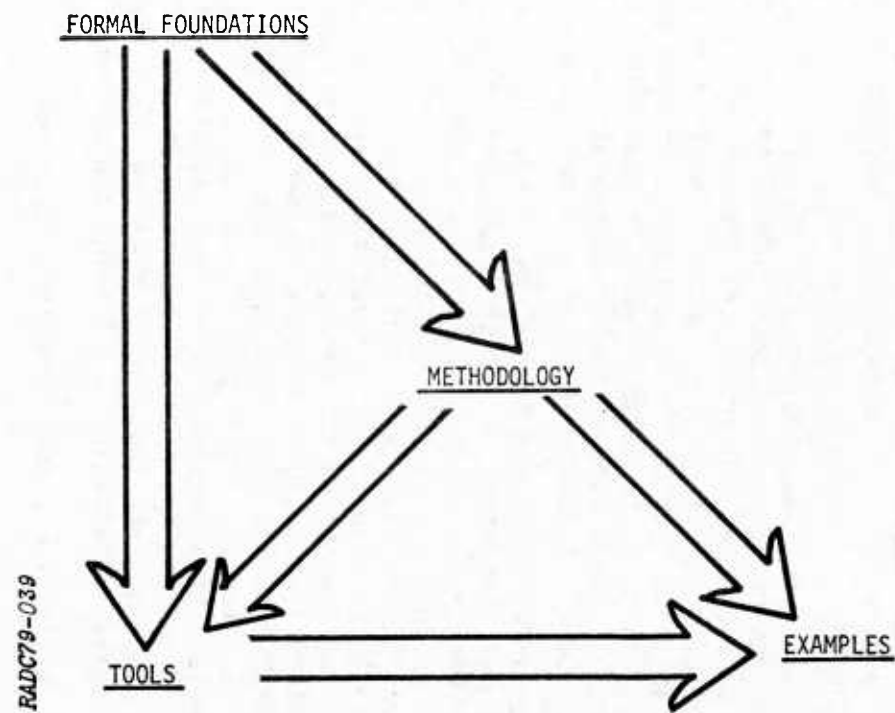 FORMAL FOUNDATIONS
METHODOLOGY
TOOLS
EXAMPLES
RADC79-039